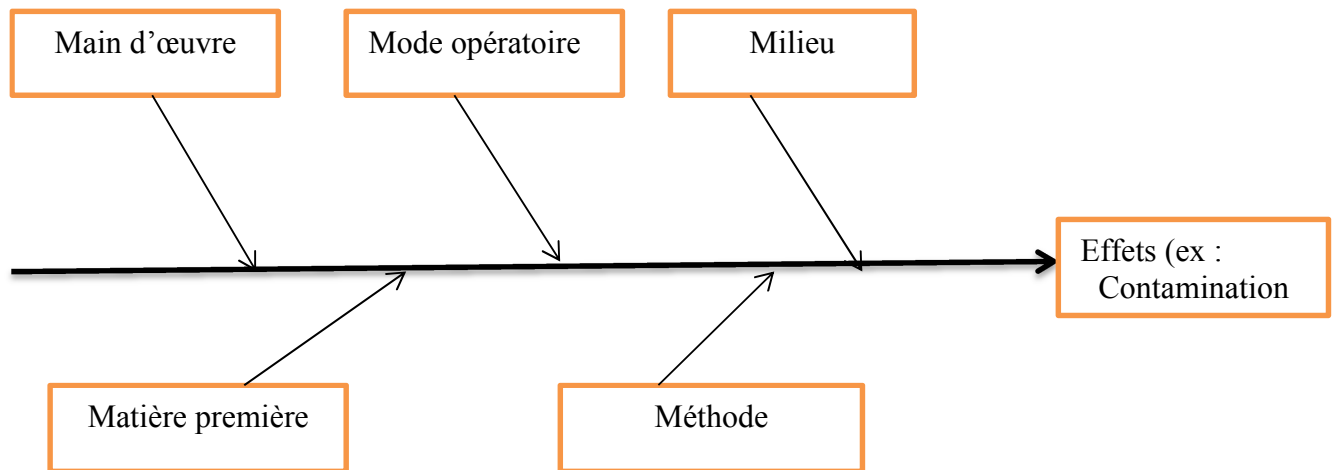 Main d’œuvre
Mode opératoire
Milieu
Effets (ex :
Contamination
Matière première
Méthode